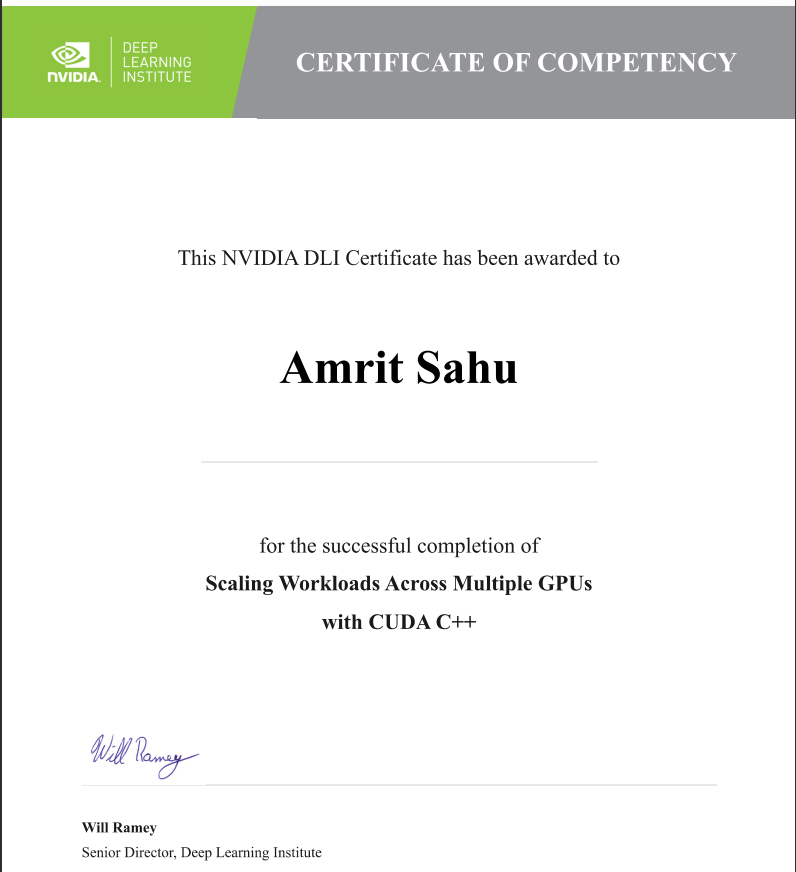 NVIDIA.
DEEP
LEARNING
INSTITUTE
CERTIFICATE OF COMPETENCY
This NVIDIA DLI Certificate has been awarded to
Amrit Sahu
for the successful completion of
Scaling Workloads Across Multiple GPUs
with CUDA C++
Will Ramey
Will Ramey
Senior Director, Deep Learning Institute